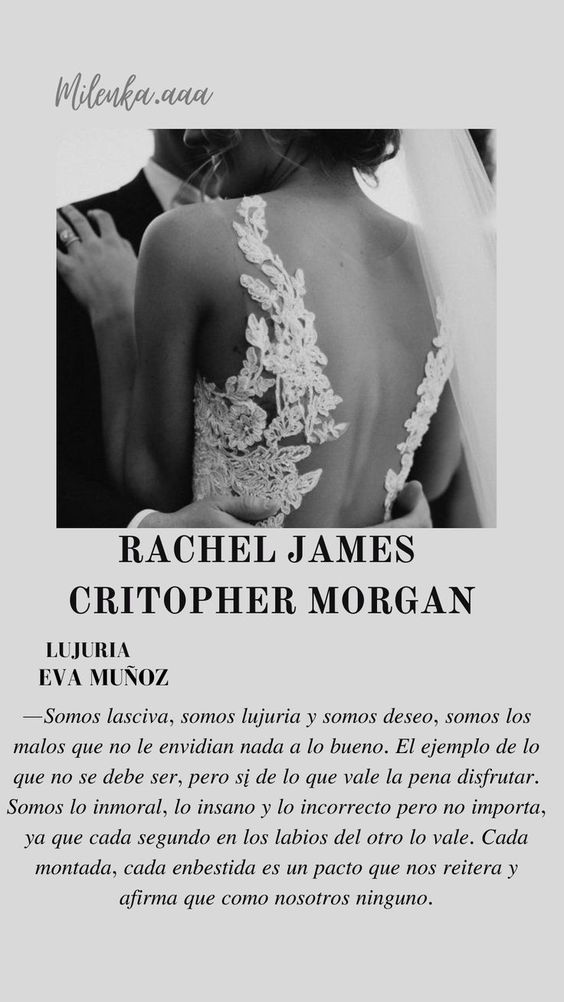 Milenka.aaa
RACHEL JAMES
CRITOPHER MORGAN
LUJURIA
EVA MUÑOZ
—Somos lasciva, somos lujuria y somos deseo, somos los
malos que no le envidian nada a lo bueno. El ejemplo de lo
que no se debe ser, pero sį de lo que vale la pena disfrutar.
Somos lo inmoral, lo insano y lo incorrecto pero no importa,
ya que cada segundo en los labios del otro lo vale. Cada
montada, cada enbestida es un pacto que nos reitera y
afirma que como nosotros ninguno.